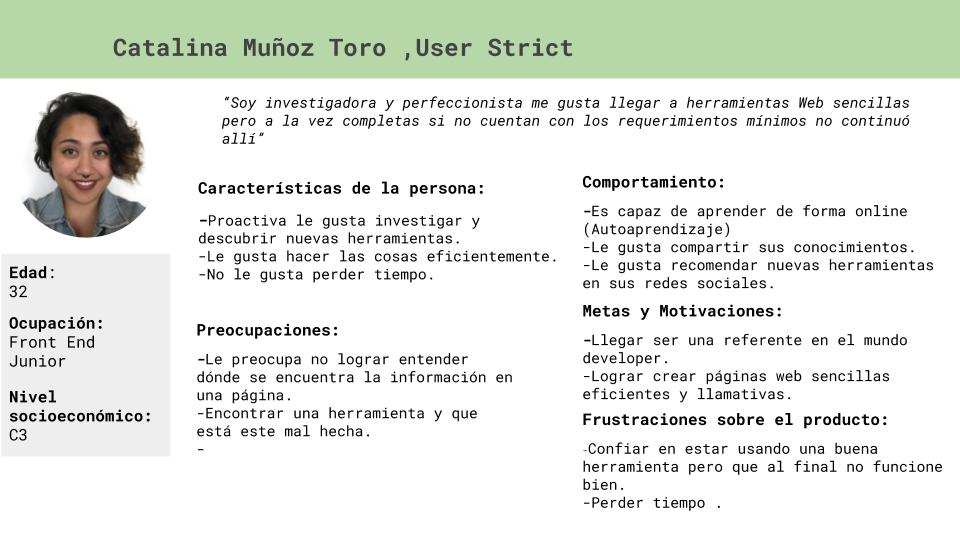 Catalina Muñoz Toro ,User Strict
“Soy investigadora y perfeccionista me gusta llegar a herramientas Web sencillas
pero a la vez completas si no cuentan con los requerimientos mínimos no continuó
allí”
Edad:
32
Ocupación:
Front End
Junior
Nivel
socioeconómico:
C3
Características de la persona:
-Proactiva le gusta investigar y
descubrir nuevas herramientas.
-Le gusta hacer las cosas eficientemente.
-No le gusta perder tiempo.
Preocupaciones:
-Le preocupa no lograr entender
dónde se encuentra la información en
una página.
-Encontrar una herramienta y que
está este mal hecha.
-
Comportamiento:
-Es capaz de aprender de forma online
(Autoaprendizaje)
-Le gusta compartir sus conocimientos.
-Le gusta recomendar nuevas herramientas
en sus redes sociales.
Metas y Motivaciones:
-Llegar ser una referente en el mundo
developer.
-Lograr crear páginas web sencillas
eficientes y llamativas.
Frustraciones sobre el producto:
-Confiar en estar usando una buena
herramienta pero que al final no funcione
bien.
-Perder tiempo .